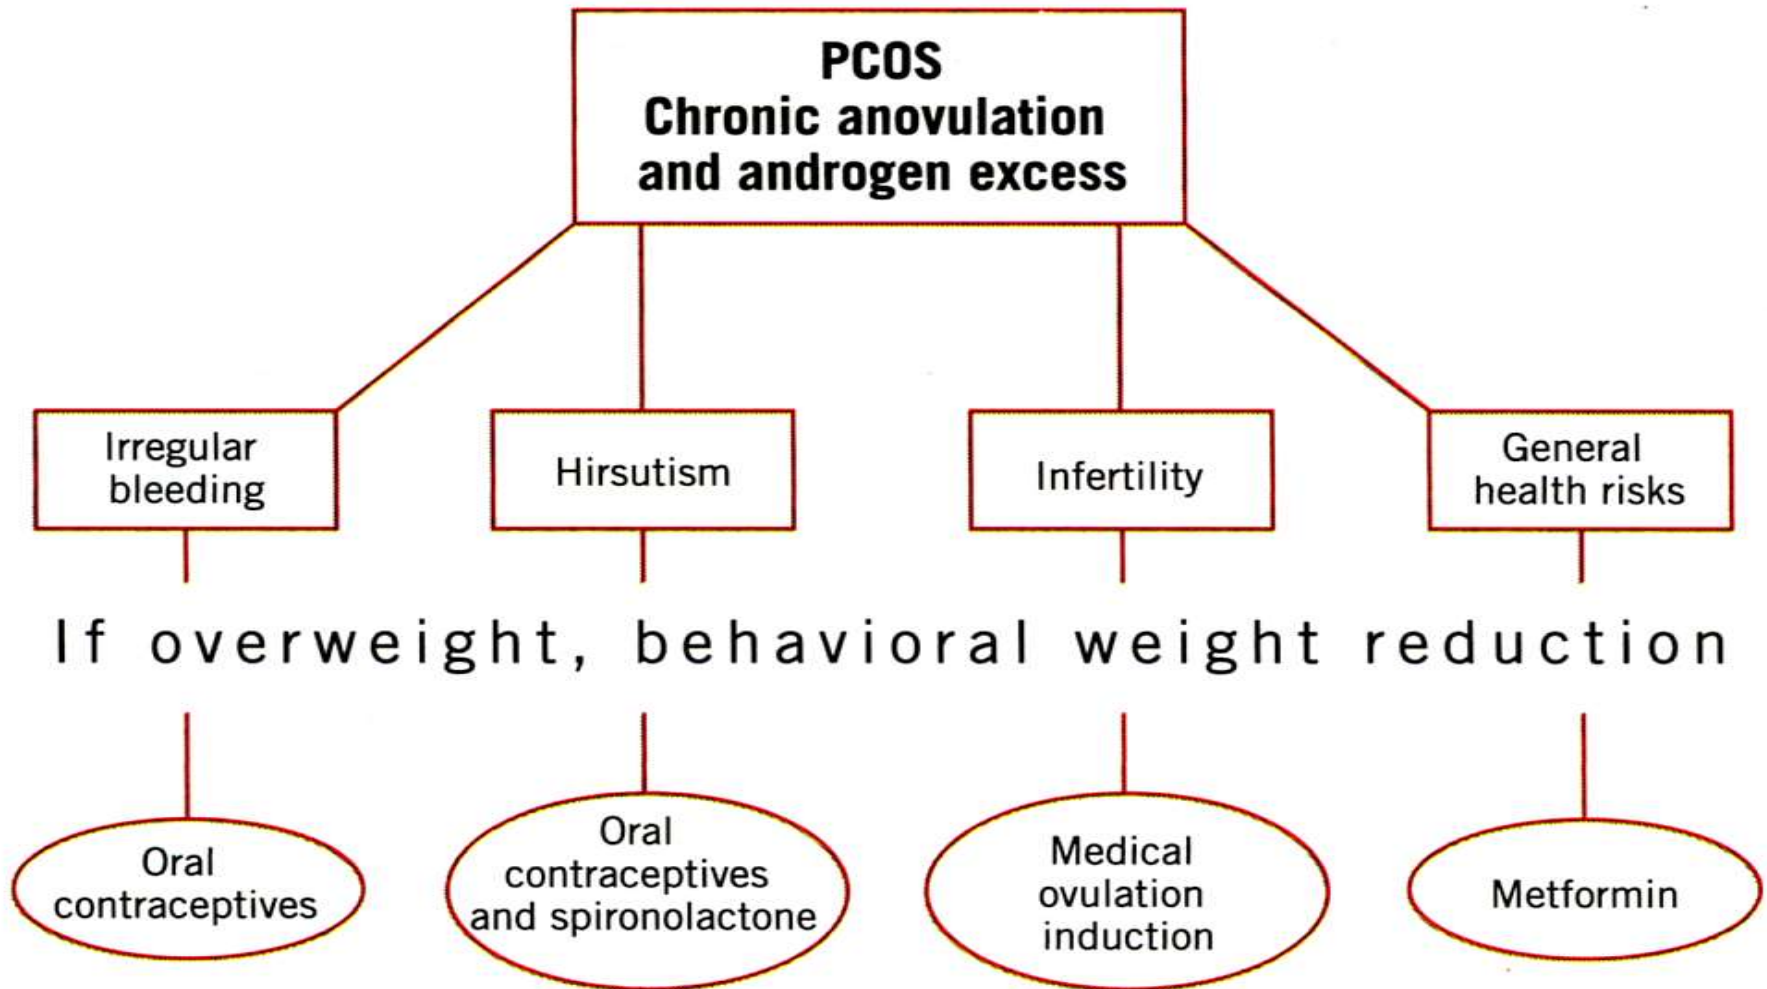 PCOS
Chronic anovulation
and androgen excess
Irregular
bleeding
Hirsutism
Infertility
General
health risks
If overweight, behavioral weight reduction
Oral
contraceptives
Oral
contraceptives
and spironolactone
Medical
ovulation
induction
Metformin